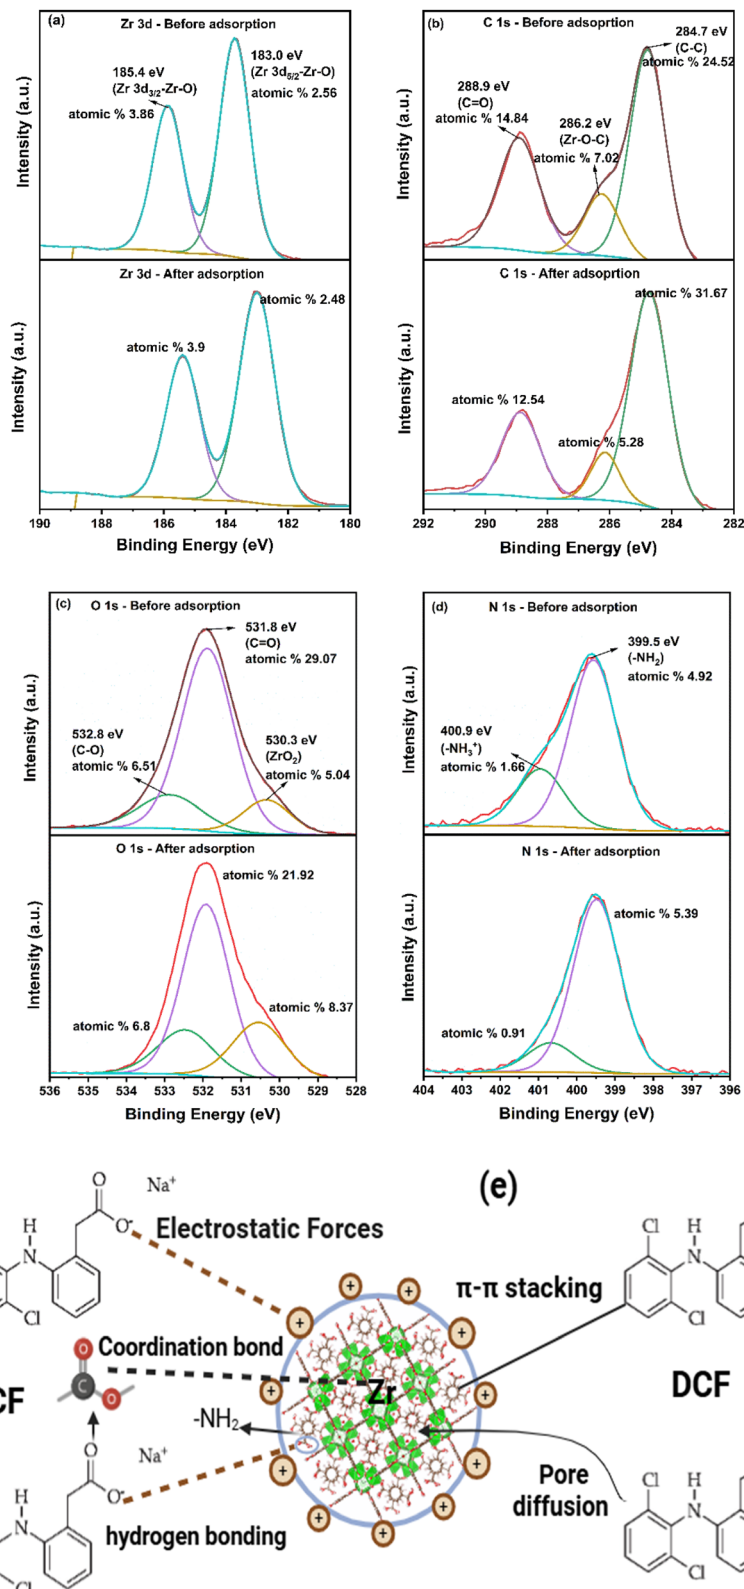 (a)
Zr 3d - Before adsorption
183.0 eV
(Zr 3d5/2-Zr-O)
atomic % 2.56
185.4 eV
(Zr 3d3/2-Zr-O)
atomic % 3.86
Intensity (a.u.)
Zr 3d - After adsorption
atomic % 2.48
atomic % 3.9
Intensity (a.u.)
190 188 186 184 182 180
Binding Energy (eV)
(b)
C 1s - Before adsoprtion
284.7 eV
(C-C)
atomic % 24.52
288.9 eV
(C=O)
atomic % 14.84
286.2 eV
(Zr-O-C)
atomic % 7.02
Intensity (a.u.)
C 1s - After adsoprtion
atomic % 31.67
atomic % 12.54
atomic % 5.28
Intensity (a.u.)
292 290 288 286 284 282
Binding Energy (eV)
(c)
O 1s - Before adsorption
531.8 eV
(C=O)
atomic % 29.07
532.8 eV
(C-O)
atomic % 6.51
530.3 eV
(ZrO2)
atomic % 5.04
Intensity (a.u.)
O 1s - After adsorption
atomic % 21.92
atomic % 8.37
atomic % 6.8
Intensity (a.u.)
536 535 534 533 532 531 530 529 528
Binding Energy (eV)
(d)
N 1s - Before adsorption
399.5 eV
(-NH2)
atomic % 4.92
400.9 eV
(-NH3+)
atomic % 1.66
Intensity (a.u.)
N 1s - After adsorption
atomic % 5.39
atomic % 0.91
Intensity (a.u.)
404 403 402 401 400 399 398 397 396
Binding Energy (eV)
(e)
O
Na+
H
N
O-
Cl
Electrostatic Forces
π-π stacking
Cl
H
N
Cl
Coordination bond
O
C
O
Zr
DCF
CF
-NH2
O
Na+
O-
H
N
Cl
hydrogen bonding
Pore
diffusion
Cl
H
N
Cl
+ + + + + + + + + + + +